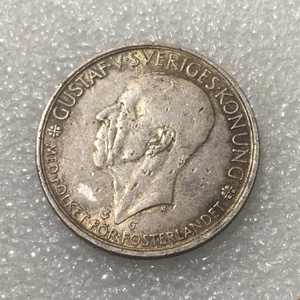 GUSTAF·V·SVERIGES·KONUNG
MED·FOLKET·FÖR·FOSTERLANDET
G